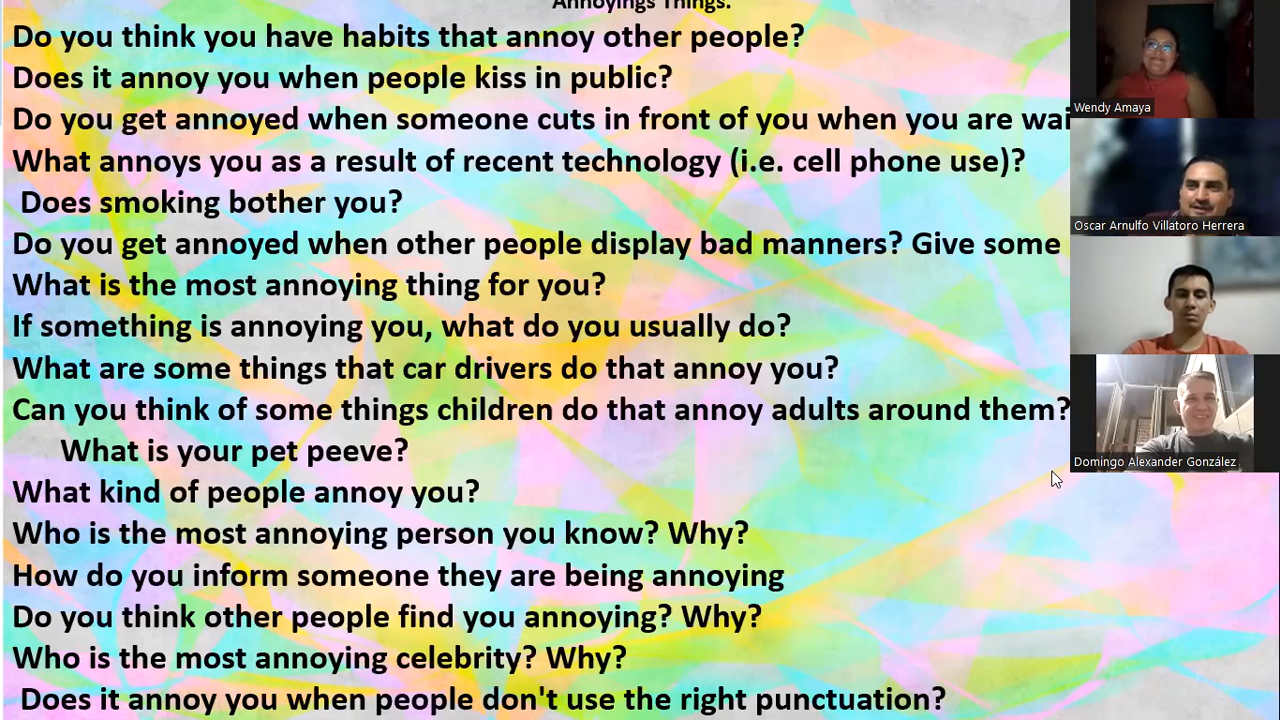 Annoyings Things.
Do you think you have habits that annoy other people?
Does it annoy you when people kiss in public?
Do you get annoyed when someone cuts in front of you when you are wai
What annoys you as a result of recent technology (i.e. cell phone use)?
Does smoking bother you?
Do you get annoyed when other people display bad manners? Give some
What is the most annoying thing for you?
If something is annoying you, what do you usually do?
What are some things that car drivers do that annoy you?
Can you think of some things children do that annoy adults around them?
What is your pet peeve?
What kind of people annoy you?
Who is the most annoying person you know? Why?
How do you inform someone they are being annoying
Do you think other people find you annoying? Why?
Who is the most annoying celebrity? Why?
Does it annoy you when people don't use the right punctuation?
Wendy Amaya
Oscar Arnulfo Villatoro Herrera
Domingo Alexander González